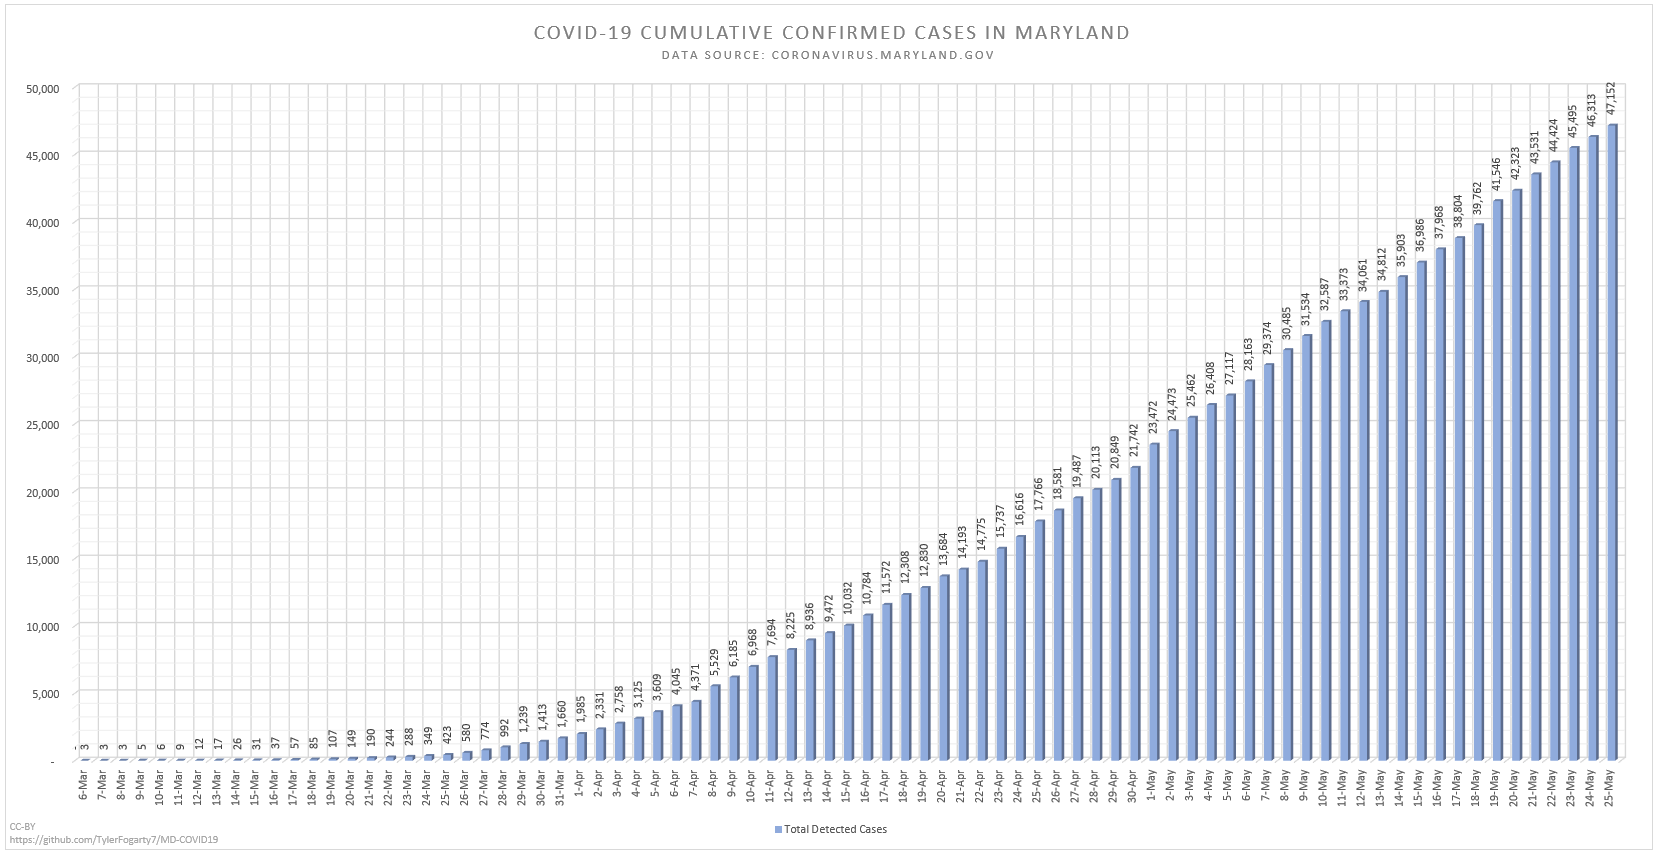 COVID-19 CUMULATIVE CONFIRMED CASES IN MARYLAND
DATA SOURCE: CORONAVIRUS.MARYLAND.GOV
50,000
45,000
40,000
35,000
30,000
25,000
20,000
15,000
10,000
5,000
-
- 3 3 3 5 6 9 12 17 26 31 37 57 85 107 149 190 244 288 349 423 580 774 992 1,239 1,413 1,660 1,985 2,331 2,758 3,125 3,609 4,045 4,371 5,529 6,185 6,968 7,694 8,225 8,936 9,472 10,032 10,784 11,572 12,308 12,830 13,684 14,193 14,775 15,737 16,616 17,766 18,581 19,487 20,113 20,849 21,742 23,472 24,473 25,462 26,408 27,117 28,163 29,374 30,485 31,534 32,587 33,373 34,061 34,812 35,903 36,986 37,968 38,804 39,762 41,546 42,323 43,531 44,424 45,495 46,313 47,152
6-Mar 7-Mar 8-Mar 9-Mar 10-Mar 11-Mar 12-Mar 13-Mar 14-Mar 15-Mar 16-Mar 17-Mar 18-Mar 19-Mar 20-Mar 21-Mar 22-Mar 23-Mar 24-Mar 25-Mar 26-Mar 27-Mar 28-Mar 29-Mar 30-Mar 31-Mar 1-Apr 2-Apr 3-Apr 4-Apr 5-Apr 6-Apr 7-Apr 8-Apr 9-Apr 10-Apr 11-Apr 12-Apr 13-Apr 14-Apr 15-Apr 16-Apr 17-Apr 18-Apr 19-Apr 20-Apr 21-Apr 22-Apr 23-Apr 24-Apr 25-Apr 26-Apr 27-Apr 28-Apr 29-Apr 30-Apr 1-May 2-May 3-May 4-May 5-May 6-May 7-May 8-May 9-May 10-May 11-May 12-May 13-May 14-May 15-May 16-May 17-May 18-May 19-May 20-May 21-May 22-May 23-May 24-May 25-May
Total Detected Cases
CC-BY
https://github.com/TylerFogarty7/MD-COVID19